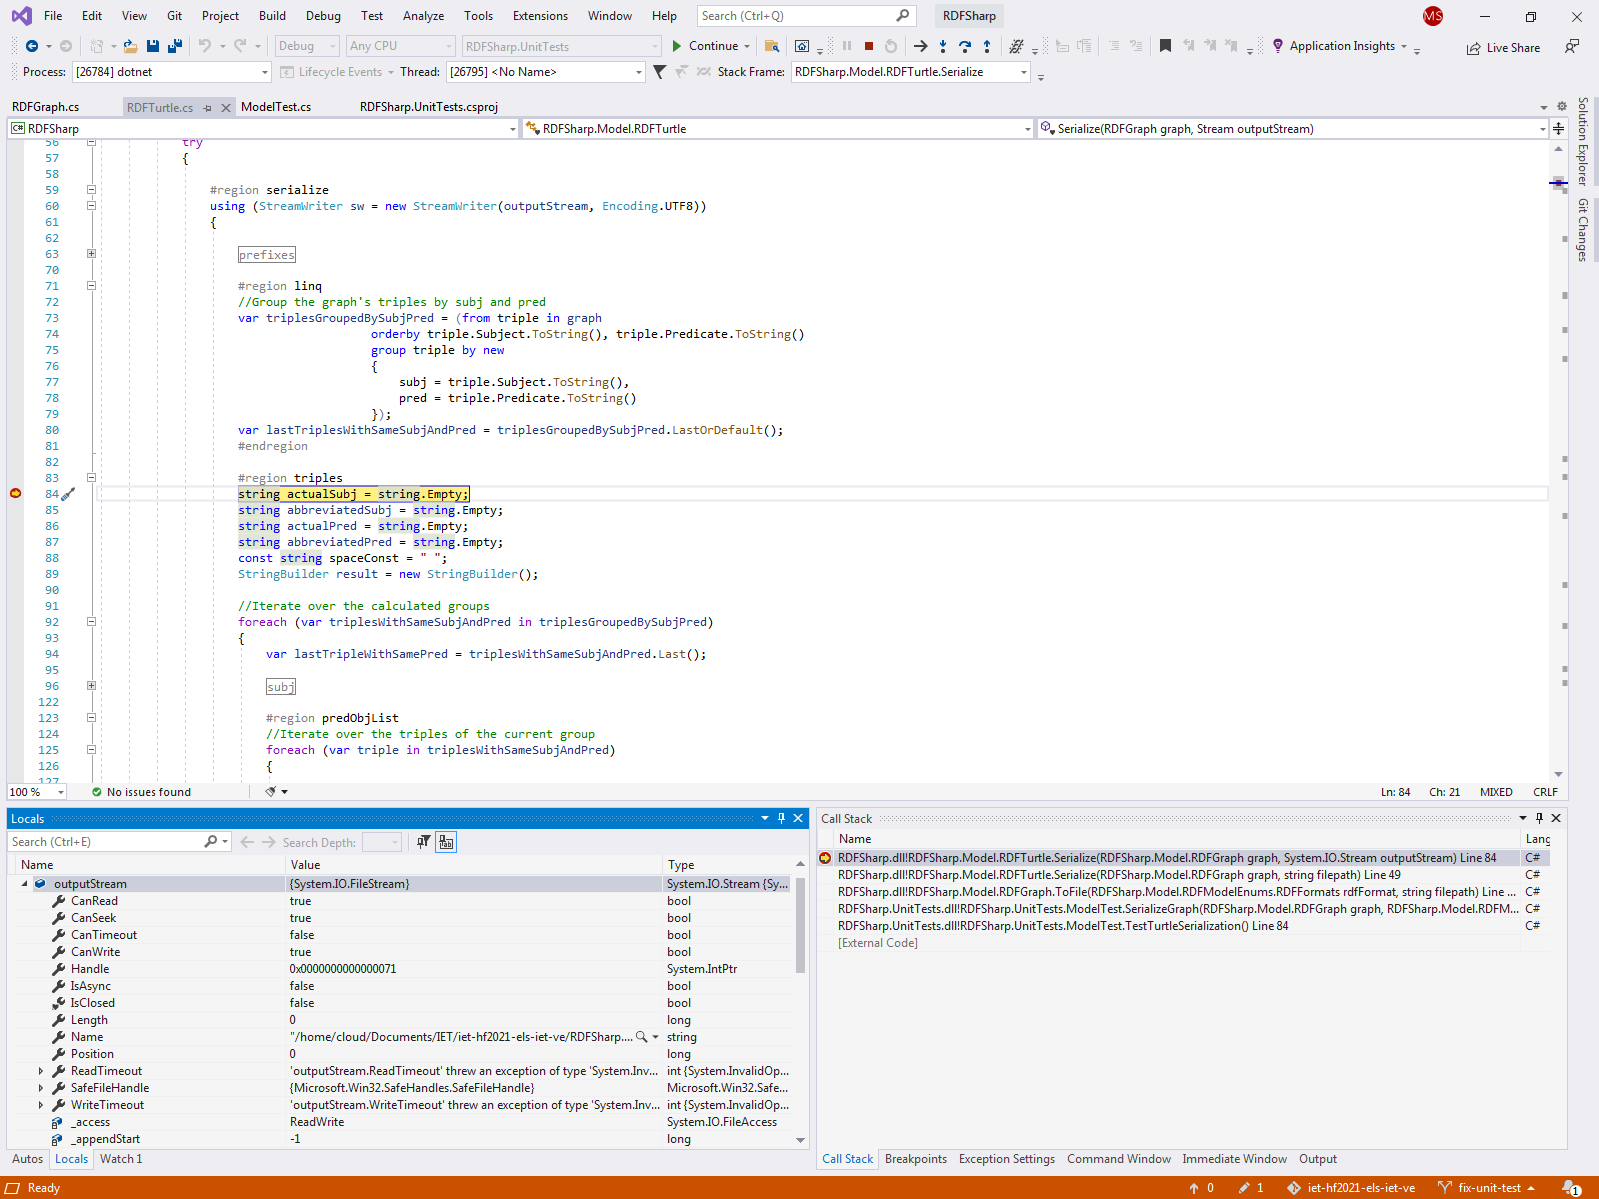 File Edit View Git Project Build Debug Test Analyze Tools Extensions Window Help Search (Ctrl+Q) RDFSharp MS
Debug Any CPU RDFSharp.UnitTests Continue Application Insights Live Share
Process: [26784] dotnet Lifecycle Events Thread: [26795] <No Name> Stack Frame: RDFSharp.Model.RDFTurtle.Serialize
RDFGraph.cs RDFTurtle.cs ModelTest.cs RDFSharp.UnitTests.csproj
C# RDFSharp RDFSharp.Model.RDFTurtle Serialize(RDFGraph graph, Stream outputStream)
Solution Explorer
Git Changes
56 try
57 {
58
59 #region serialize
60 using (StreamWriter sw = new StreamWriter(outputStream, Encoding.UTF8))
61 {
62
63 prefixes
70
71 #region linq
72 //Group the graph's triples by subj and pred
73 var triplesGroupedBySubjPred = (from triple in graph
74 orderby triple.Subject.ToString(), triple.Predicate.ToString()
75 group triple by new
76 {
77 subj = triple.Subject.ToString(),
78 pred = triple.Predicate.ToString()
79 });
80 var lastTriplesWithSameSubjAndPred = triplesGroupedBySubjPred.LastOrDefault();
81 #endregion
82
83 #region triples
84 string actualSubj = string.Empty;
85 string abbreviatedSubj = string.Empty;
86 string actualPred = string.Empty;
87 string abbreviatedPred = string.Empty;
88 const string spaceConst = " ";
89 StringBuilder result = new StringBuilder();
90
91 //Iterate over the calculated groups
92 foreach (var triplesWithSameSubjAndPred in triplesGroupedBySubjPred)
93 {
94 var lastTripleWithSamePred = triplesWithSameSubjAndPred.Last();
95
96 subj
122
123 #region predObjList
124 //Iterate over the triples of the current group
125 foreach (var triple in triplesWithSameSubjAndPred)
126 {
127
100 % No issues found Ln: 84 Ch: 21 MIXED CRLF
Locals
Search (Ctrl+E) Search Depth:
Name Value Type
outputStream {System.IO.FileStream} System.IO.Stream {Sy...
CanRead true bool
CanSeek true bool
CanTimeout false bool
CanWrite true bool
Handle 0x0000000000000071 System.IntPtr
IsAsync false bool
IsClosed false bool
Length 0 long
Name "/home/cloud/Documents/IET/iet-hf2021-els-iet-ve/RDFSharp.... string
Position 0 long
ReadTimeout 'outputStream.ReadTimeout' threw an exception of type 'System.Inv... int {System.InvalidOp...
SafeFileHandle {Microsoft.Win32.SafeHandles.SafeFileHandle} Microsoft.Win32.Safe...
WriteTimeout 'outputStream.WriteTimeout' threw an exception of type 'System.Inv... int {System.InvalidOp...
_access ReadWrite System.IO.FileAccess
_appendStart -1 long
Autos Locals Watch 1
Call Stack
Name Lang
RDFSharp.dll!RDFSharp.Model.RDFTurtle.Serialize(RDFSharp.Model.RDFGraph graph, System.IO.Stream outputStream) Line 84 C#
RDFSharp.dll!RDFSharp.Model.RDFTurtle.Serialize(RDFSharp.Model.RDFGraph graph, string filepath) Line 49 C#
RDFSharp.dll!RDFSharp.Model.RDFGraph.ToFile(RDFSharp.Model.RDFModelEnums.RDFFormats rdfFormat, string filepath) Line ... C#
RDFSharp.UnitTests.dll!RDFSharp.UnitTests.ModelTest.SerializeGraph(RDFSharp.Model.RDFGraph graph, RDFSharp.Model.RDFM... C#
RDFSharp.UnitTests.dll!RDFSharp.UnitTests.ModelTest.TestTurtleSerialization() Line 84 C#
[External Code]
Call Stack Breakpoints Exception Settings Command Window Immediate Window Output
Ready 0 1 iet-hf2021-els-iet-ve fix-unit-test 1